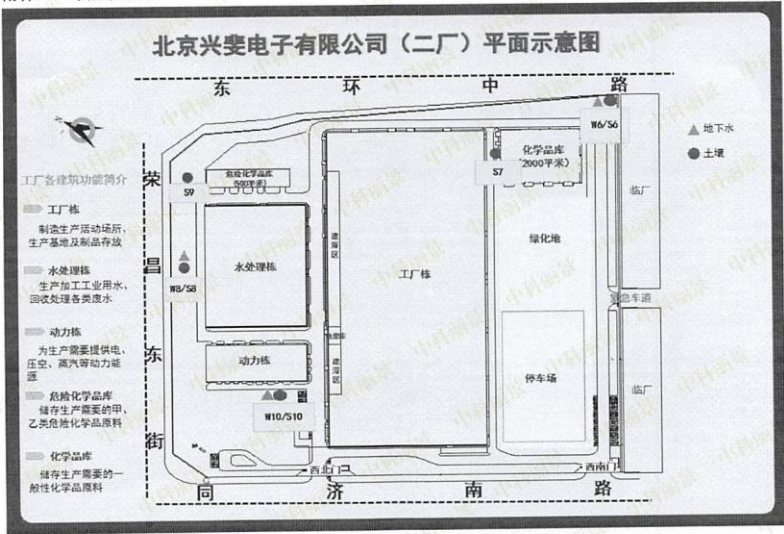 北京兴斐电子有限公司（二厂）平面示意图
东 环 中 路
W6/S6
地下水
土壤
工厂各建筑功能简介
工厂栋
制造生产活动场所、
生产基地及制品存放
水处理栋
生产加工工业用水、
回收处理各类废水
动力栋
为生产需要提供电、
压空、蒸汽等动力能
源
危险化学品库
储存生产需要的甲、
乙类危险化学品原料
化学品库
储存生产需要的一
般性化学品原料
荣 昌 东 街
S9
危险化学品库
(500平米)
化学品库
(2000平米)
S7
临厂
绿化地
水处理栋
W8/S8
工厂栋
应急车道
动力栋
停车场
临厂
W10/S10
西北门
西南门
同 济 南 路
中科丽景